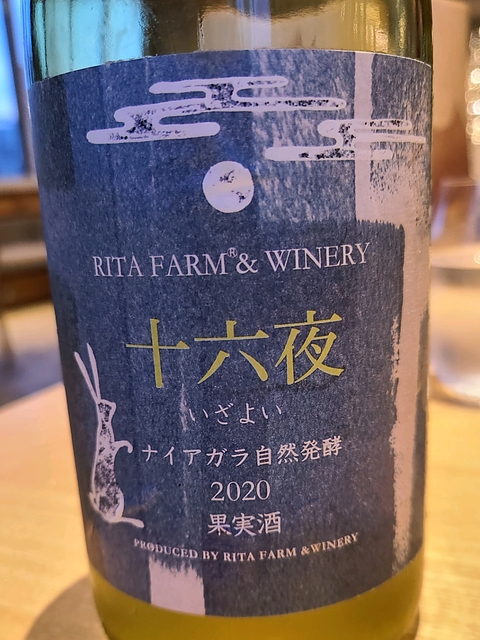 RITA FARM® & WINERY
十六夜
いざよい
ナイアガラ自然発酵
2020
果実酒
PRODUCED BY RITA FARM & WINERY